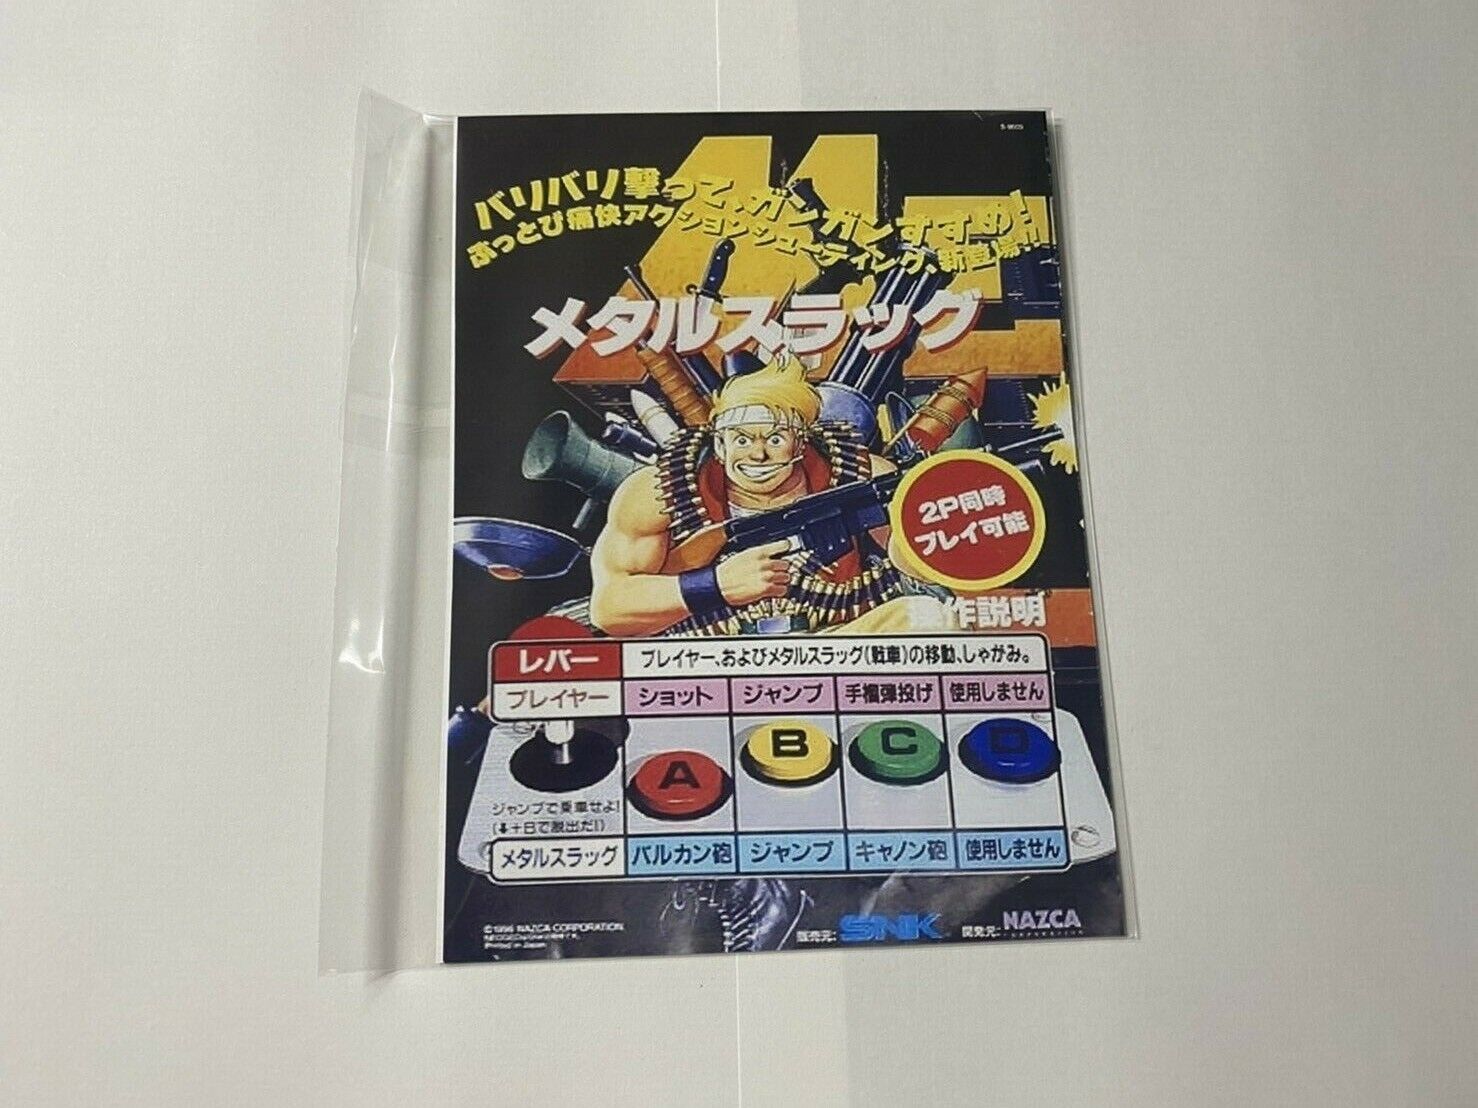 バリバリ撃って、ガンガンすすめ!
ぶっとび痛快アクションシューティング、新登場!!
メタルスラッグ
2P同時
プレイ可能
操作説明
レバー プレイヤー、およびメタルスラッグ(戦車)の移動、しゃがみ。
プレイヤー ショット ジャンプ 手榴弾投げ 使用しません
A B C D
ジャンプで乗車せよ!
(⬇+Bで脱出だ!)
メタルスラッグ バルカン砲 ジャンプ キャノン砲 使用しません
©1996 NAZCA CORPORATION
Printed in Japan
販売元: SNK 開発元: NAZCA
CORPORATION